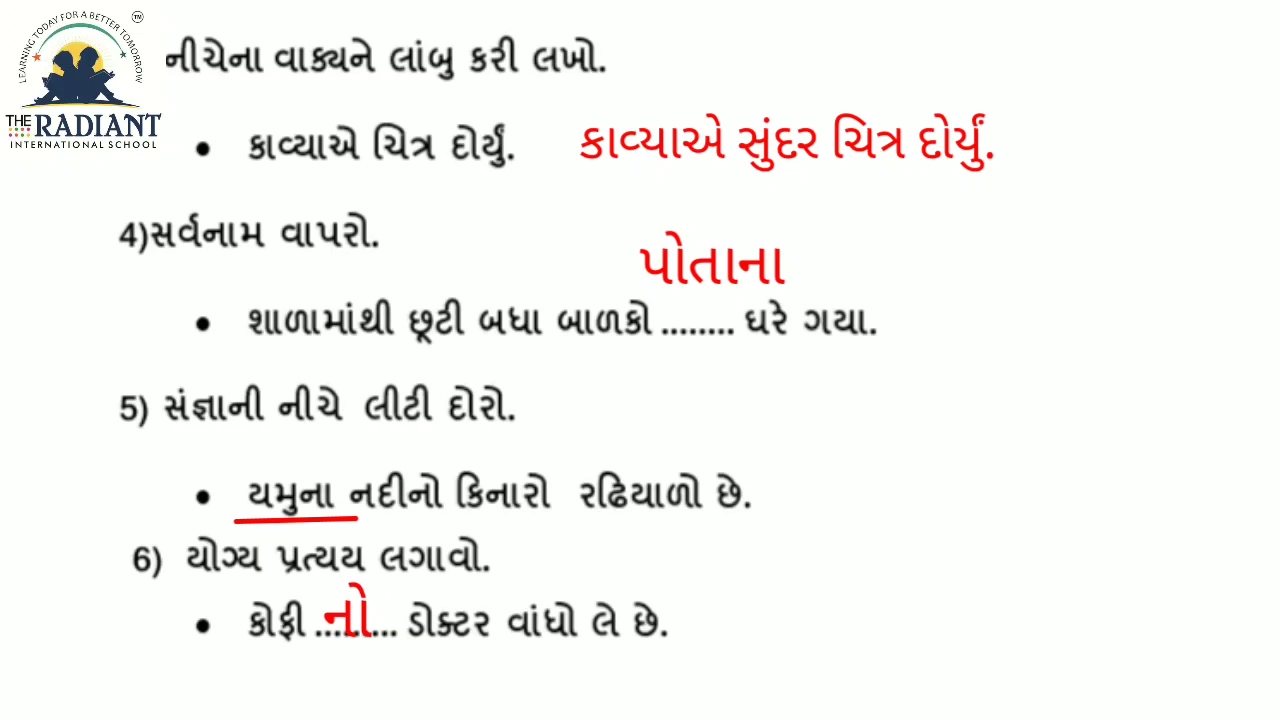 LEARNING TODAY FOR A BETTER TOMORROW
TM
THE RADIANT
INTERNATIONAL SCHOOL
નીચેના વાક્યને લાંબુ કરી લખો.
• કાવ્યાએ ચિત્ર દોર્યું. કાવ્યાએ સુંદર ચિત્ર દોર્યું.
4)સર્વનામ વાપરો.
પોતાના
• શાળામાંથી છૂટી બધા બાળકો ........ ઘરે ગયા.
5) સંજ્ઞાની નીચે લીટી દોરો.
• યમુના નદીનો કિનારો રઢિયાળો છે.
6) યોગ્ય પ્રત્યય લગાવો.
• કોફી ...નો... ડોક્ટર વાંધો લે છે.